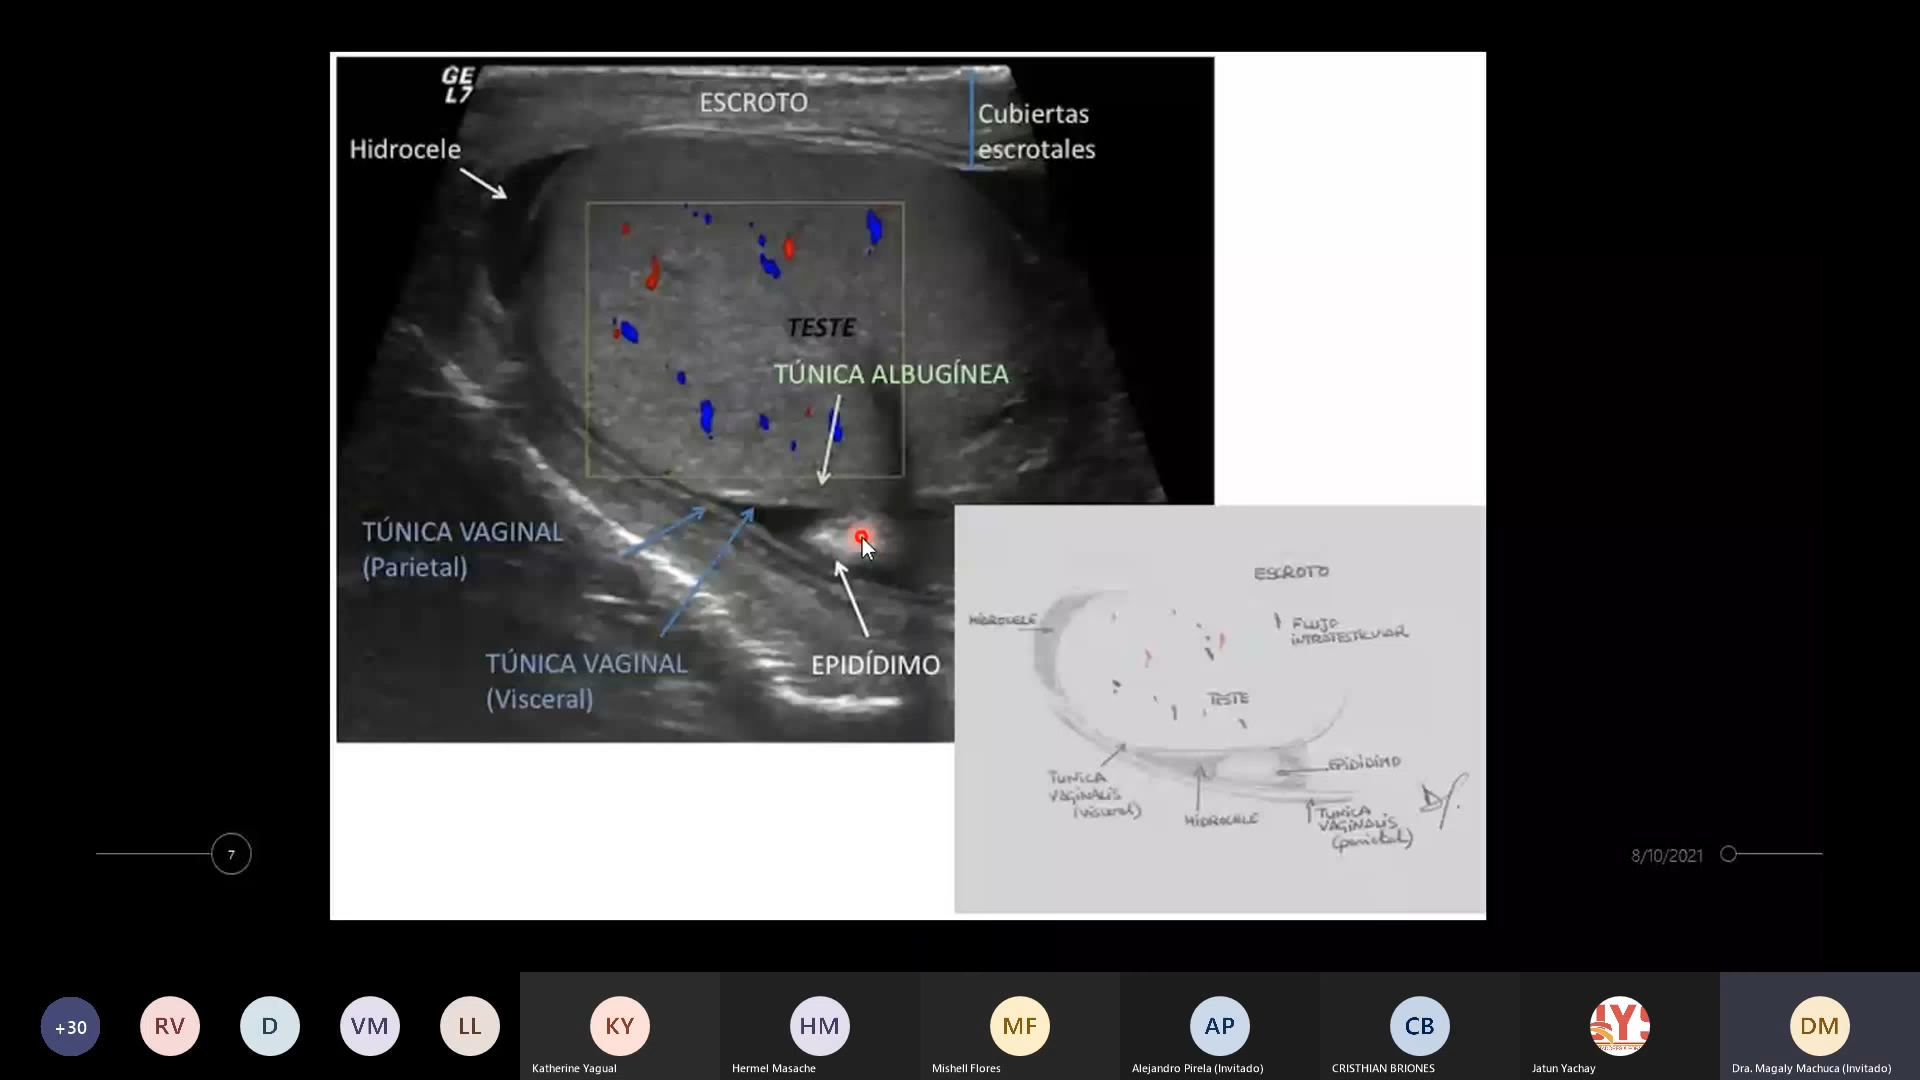 GE
L7
ESCROTO
Cubiertas
escrotales
Hidrocele
TESTE
TÚNICA ALBUGÍNEA
TÚNICA VAGINAL
(Parietal)
TÚNICA VAGINAL
(Visceral)
EPIDÍDIMO
ESCROTO
HIDROCELE
FLUJO
INTRATESTICULAR
TESTE
EPIDIDIMO
TUNICA
VAGINALIS
(visceral)
HIDROCELE
TUNICA
VAGINALIS
(parietal)
7
8/10/2021
+30
RV
D
VM
LL
KY
HM
MF
AP
CB
DM
Katherine Yagual
Hermel Masache
Mishell Flores
Alejandro Pirela (Invitado)
CRISTHIAN BRIONES
Jatun Yachay
Dra. Magaly Machuca (Invitado)